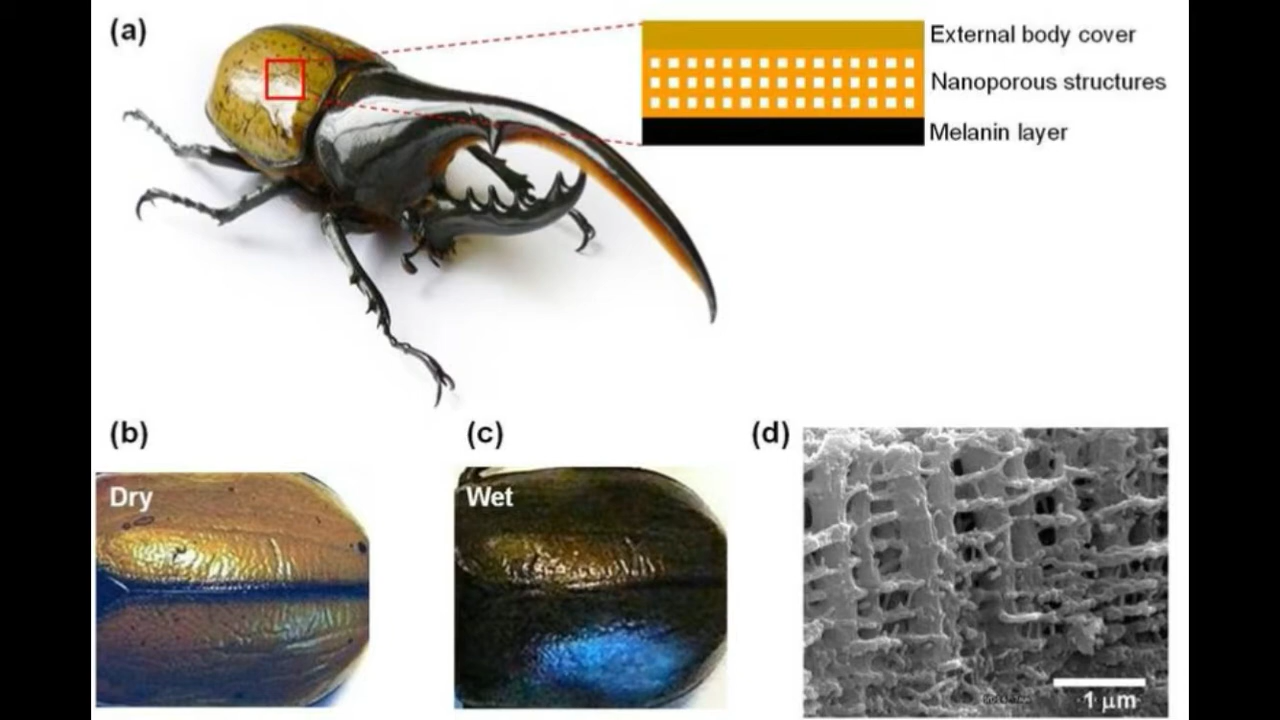 (a)
External body cover
Nanoporous structures
Melanin layer
(b)
(c)
(d)
Dry
Wet
1 μm